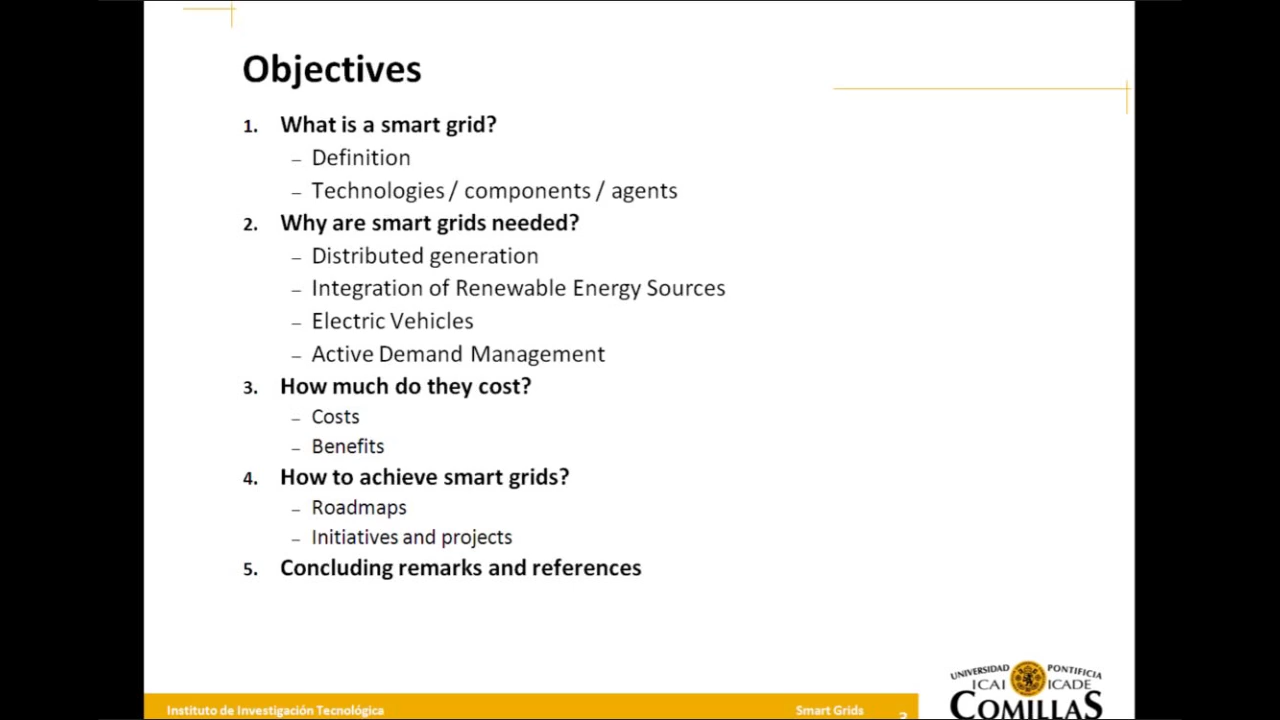 Objectives
1. What is a smart grid?
– Definition
– Technologies / components / agents
2. Why are smart grids needed?
– Distributed generation
– Integration of Renewable Energy Sources
– Electric Vehicles
– Active Demand Management
3. How much do they cost?
– Costs
– Benefits
4. How to achieve smart grids?
– Roadmaps
– Initiatives and projects
5. Concluding remarks and references
UNIVERSIDAD PONTIFICIA
ICAI ICADE
COMILLAS
Instituto de Investigación Tecnológica
Smart Grids
3